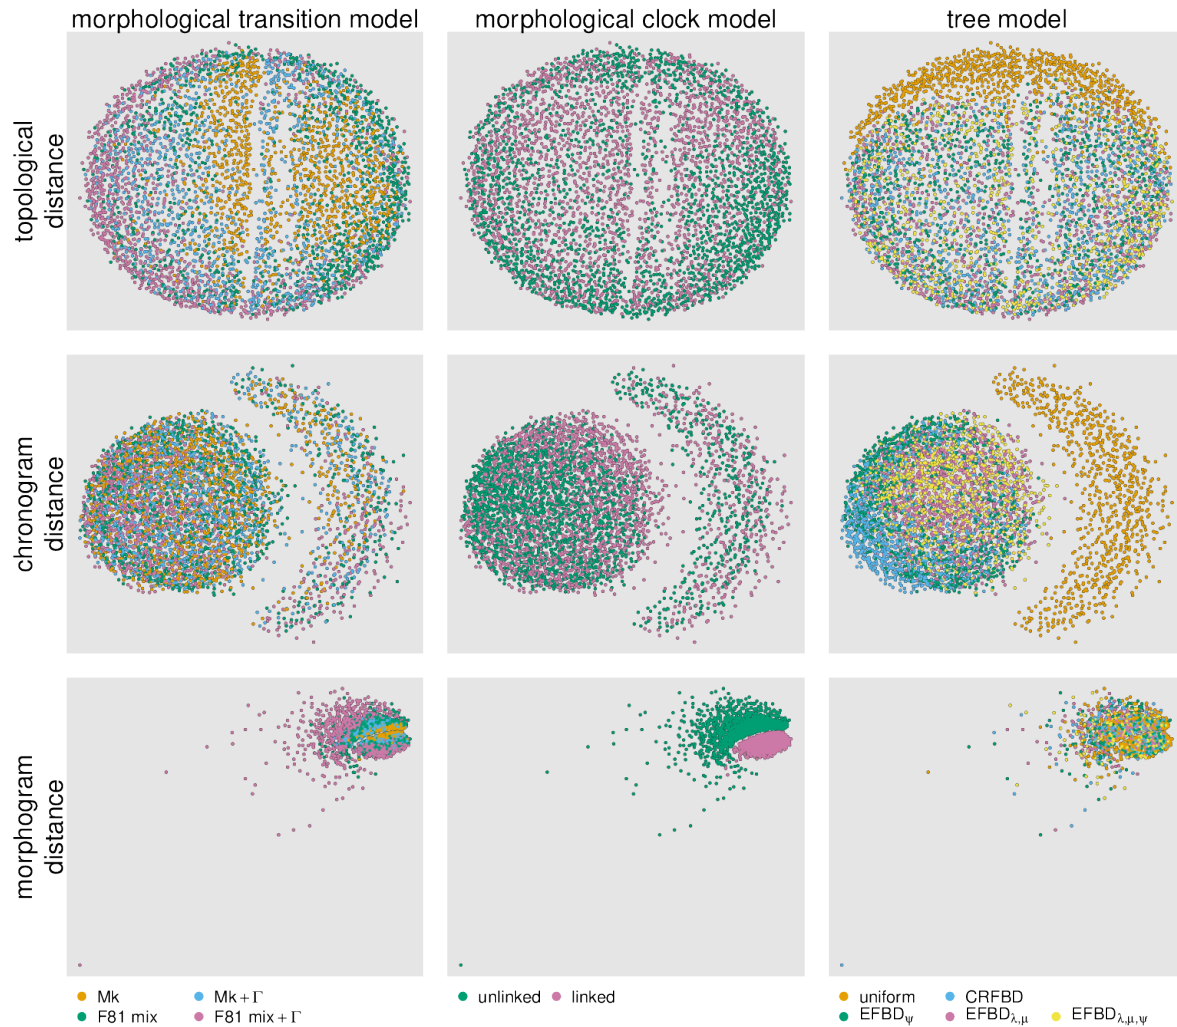 morphological transition model
morphological clock model
tree model
topological
distance
chronogram
distance
morphogram
distance
Mk
Mk + Γ
F81 mix
F81 mix + Γ
unlinked
linked
uniform
CRFBD
EFBDψ
EFBDλ,μ
EFBDλ,μ,ψ